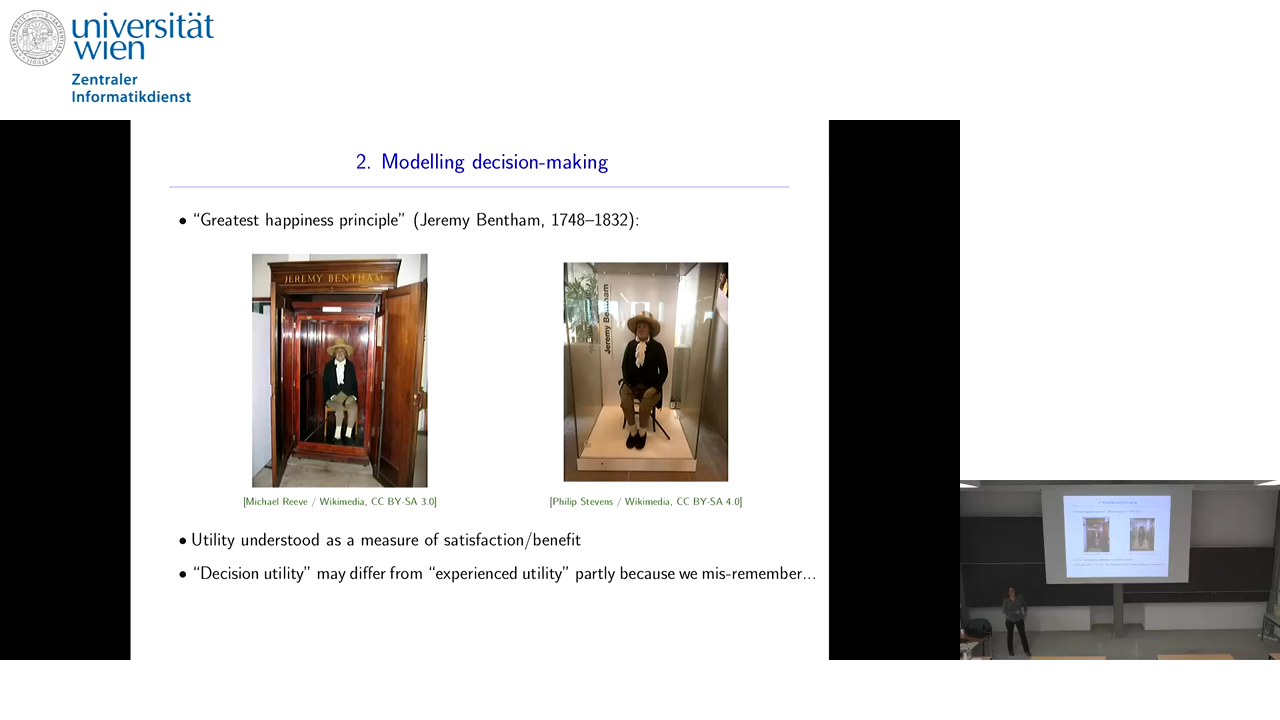 universität
wien
Zentraler
Informatikdienst
2. Modelling decision-making
• “Greatest happiness principle” (Jeremy Bentham, 1748–1832):
JEREMY BENTHAM
Jeremy Bentham
[Michael Reeve / Wikimedia, CC BY-SA 3.0]
[Philip Stevens / Wikimedia, CC BY-SA 4.0]
• Utility understood as a measure of satisfaction/benefit
• “Decision utility” may differ from “experienced utility” partly because we mis-remember...